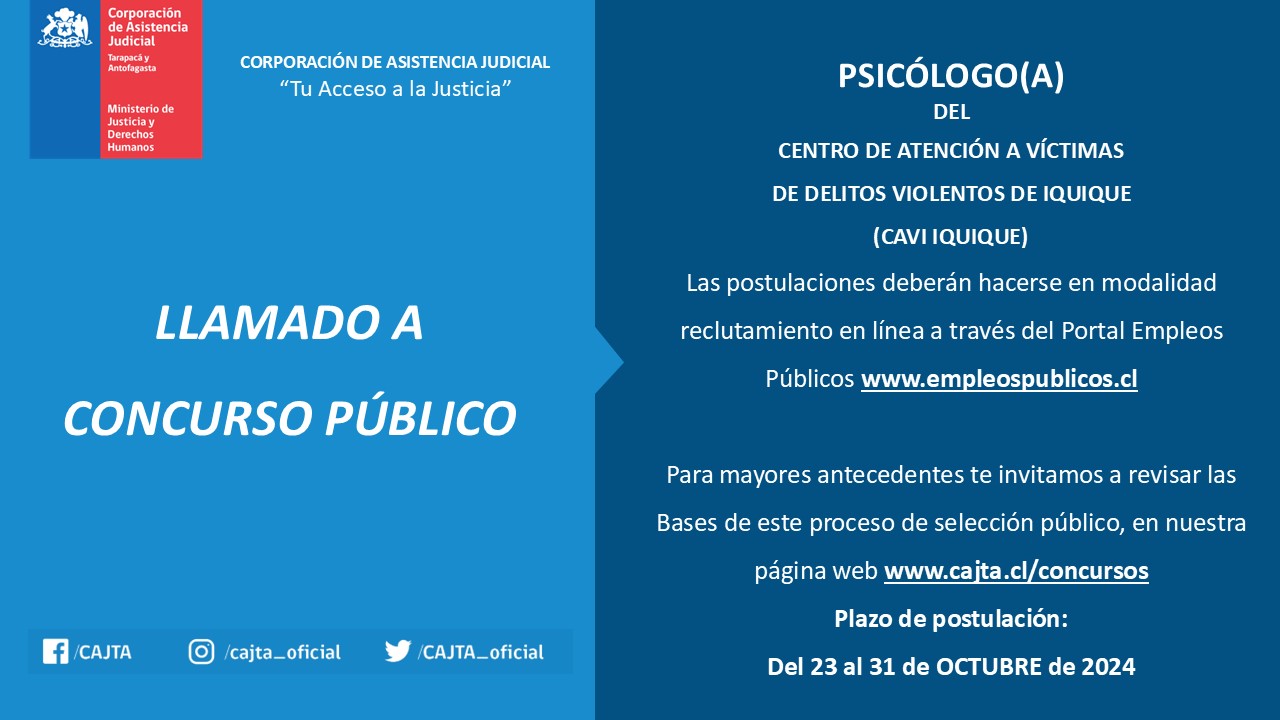 Corporación
de Asistencia
Judicial
Tarapacá y
Antofagasta
Ministerio de
Justicia y
Derechos
Humanos
CORPORACIÓN DE ASISTENCIA JUDICIAL
“Tu Acceso a la Justicia”
LLAMADO A
CONCURSO PÚBLICO
/CAJTA
/cajta_oficial
/CAJTA_oficial
PSICÓLOGO(A)
DEL
CENTRO DE ATENCIÓN A VÍCTIMAS
DE DELITOS VIOLENTOS DE IQUIQUE
(CAVI IQUIQUE)
Las postulaciones deberán hacerse en modalidad
reclutamiento en línea a través del Portal Empleos
Públicos www.empleospublicos.cl
Para mayores antecedentes te invitamos a revisar las
Bases de este proceso de selección público, en nuestra
página web www.cajta.cl/concursos
Plazo de postulación:
Del 23 al 31 de OCTUBRE de 2024